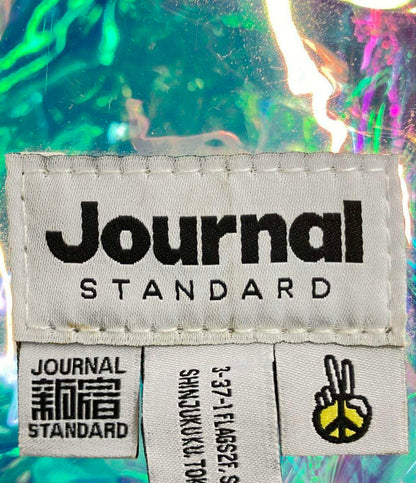 Journal
STANDARD
JOURNAL
新宿
STANDARD
3-37-1 FLAGS2F, S
SHINJUKUKU, TOK